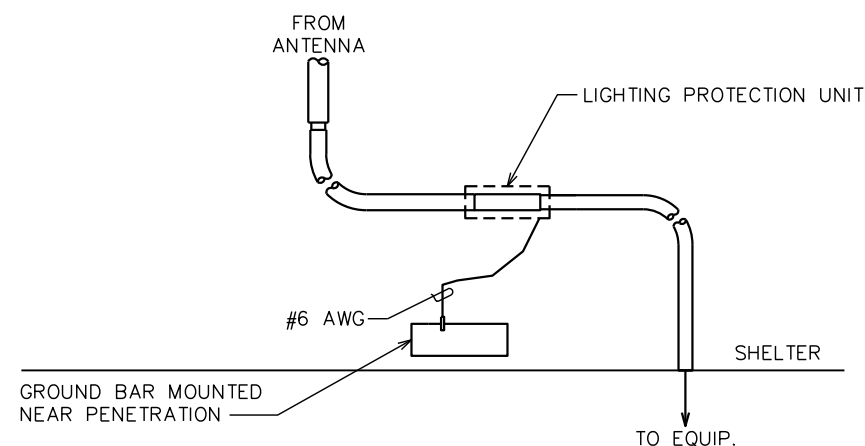 FROM
ANTENNA
LIGHTING PROTECTION UNIT
#6 AWG
SHELTER
GROUND BAR MOUNTED
NEAR PENETRATION
TO EQUIP.